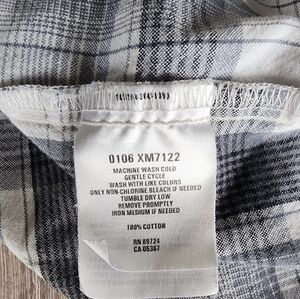 0106 XM7122
MACHINE WASH COLD
GENTLE CYCLE
WASH WITH LIKE COLORS
ONLY NON-CHLORINE BLEACH IF NEEDED
TUMBLE DRY LOW
REMOVE PROMPTLY
IRON MEDIUM IF NEEDED
100% COTTON
RN 69724
CA 05367